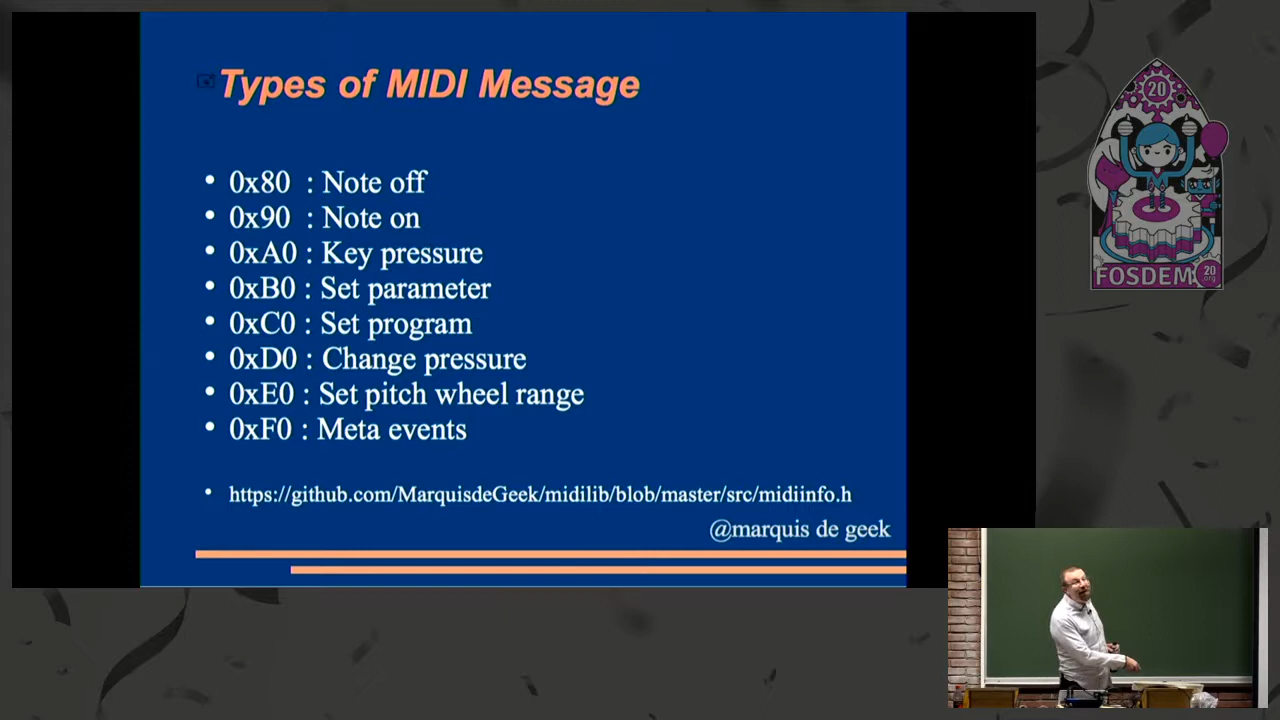 Types of MIDI Message
• 0x80 : Note off
• 0x90 : Note on
• 0xA0 : Key pressure
• 0xB0 : Set parameter
• 0xC0 : Set program
• 0xD0 : Change pressure
• 0xE0 : Set pitch wheel range
• 0xF0 : Meta events
• https://github.com/MarquisdeGeek/midilib/blob/master/src/midiinfo.h
@marquis de geek
20
FOSDEM
20
.org